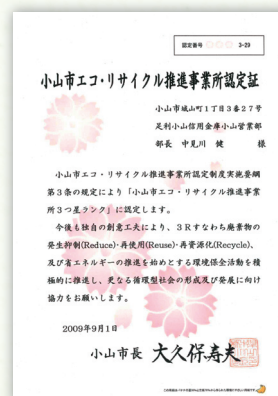 認定番号 ○○○ 3-29
小山市エコ・リサイクル推進事業所認定証
小山市城山町1丁目3番27号
足利小山信用金庫小山営業部
部長 中見川 健 様
小山市エコ・リサイクル推進事業所認定制度実施要綱
第3条の規定により「小山市エコ・リサイクル推進事業
所3つ星ランク」に認定します。
今後も独自の創意工夫により、3Rすなわち廃棄物の
発生抑制(Reduce)・再使用(Reuse)・再資源化(Recycle)、
及び省エネルギーの推進を始めとする環境保全活動を積
極的に推進し、更なる循環型社会の形成及び発展に向け
協力をお願いします。
2009年9月1日
小山市長 大久保寿夫